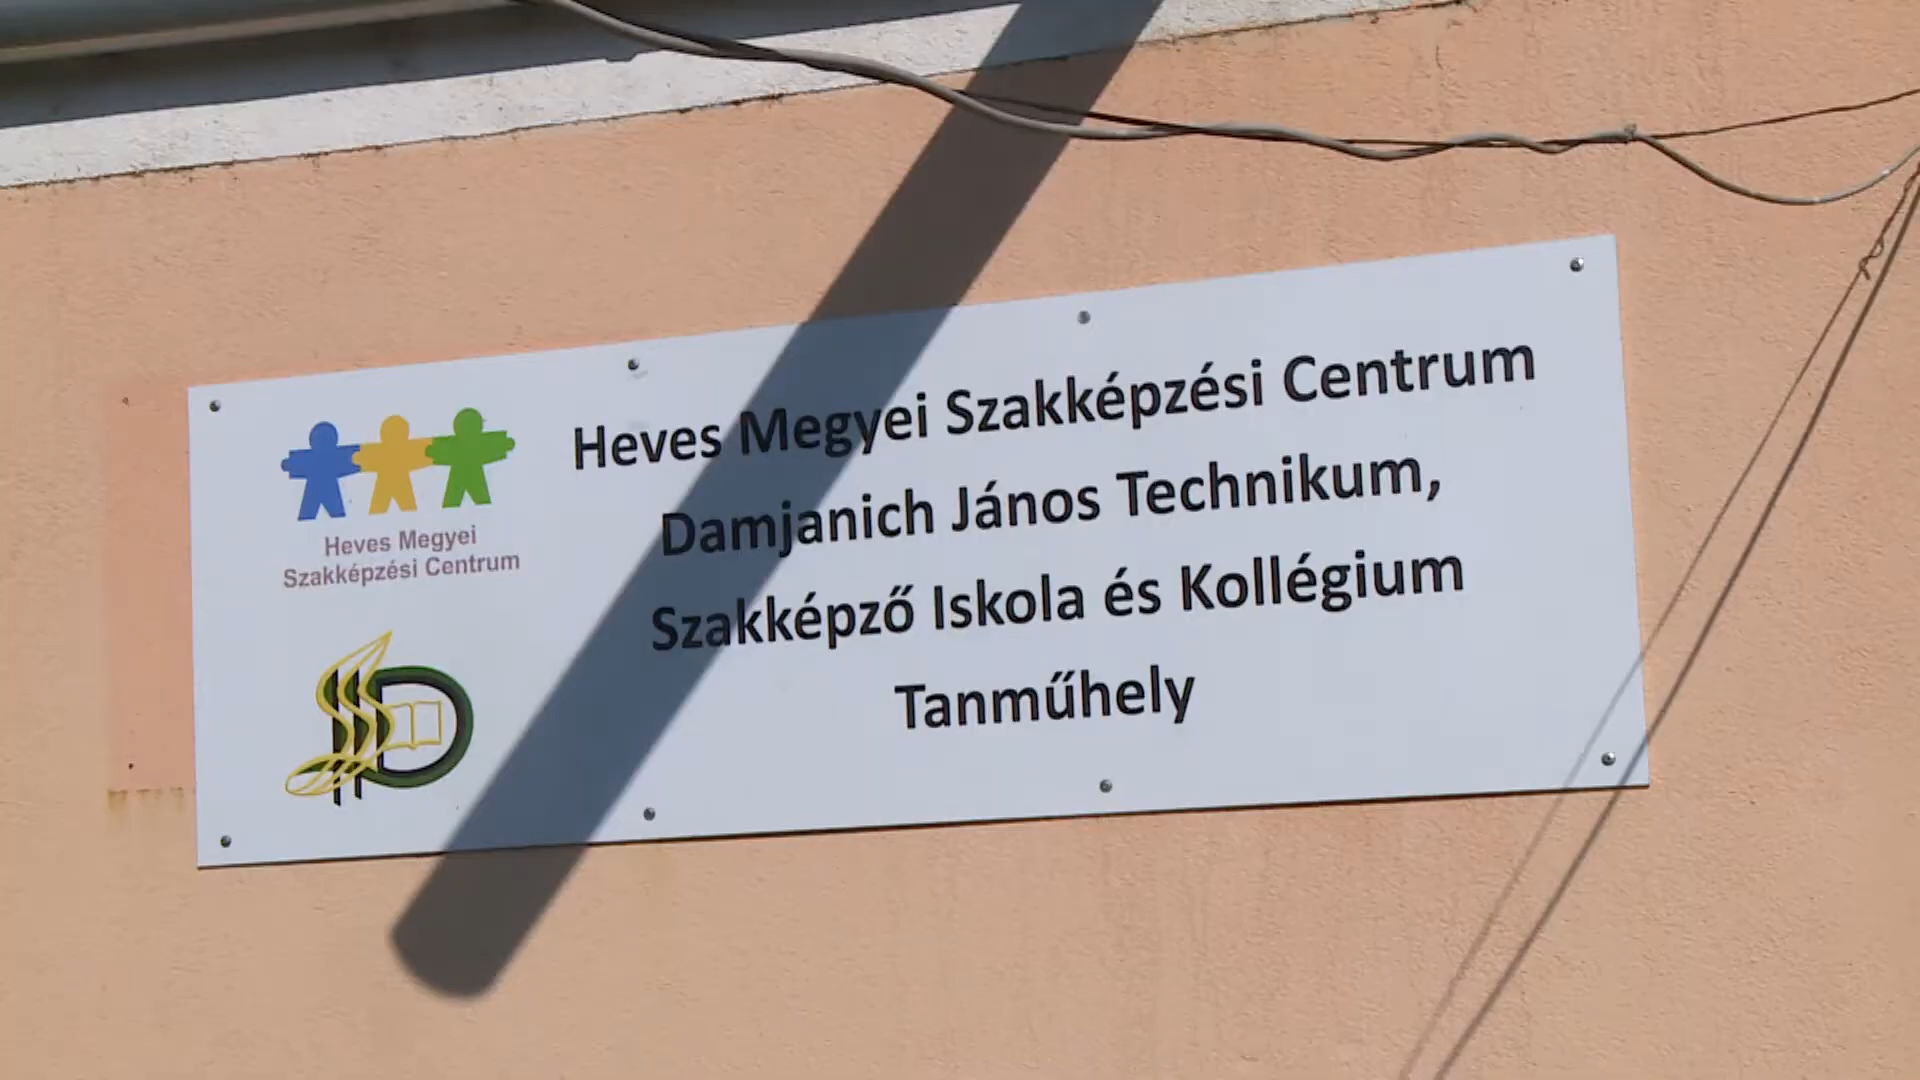 Heves Megyei
Szakképzési Centrum
Heves Megyei Szakképzési Centrum
Damjanich János Technikum,
Szakképző Iskola és Kollégium
Tanműhely